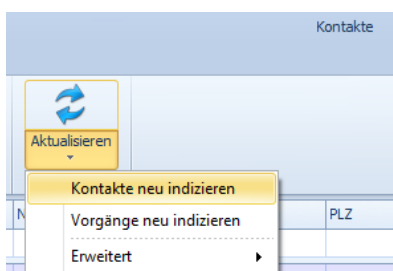 Kontakte
Aktualisieren
Kontakte neu indizieren
N
PLZ
Vorgänge neu indizieren
Erweitert